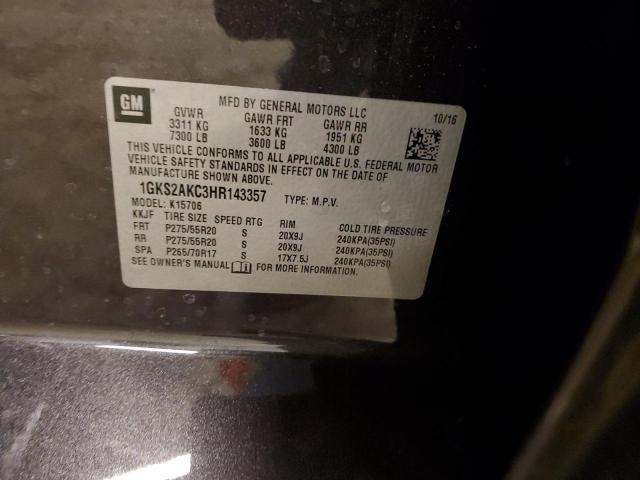 GM
MFD BY GENERAL MOTORS LLC
10/16
GVWR GAWR FRT GAWR RR
3311 KG 1633 KG 1951 KG
7300 LB 3600 LB 4300 LB
THIS VEHICLE CONFORMS TO ALL APPLICABLE U.S. FEDERAL MOTOR
VEHICLE SAFETY STANDARDS IN EFFECT ON THE DATE OF
MANUFACTURE SHOWN ABOVE.
1GKS2AKC3HR143357 TYPE: M.P.V.
MODEL: K15706
KKJF TIRE SIZE SPEED RTG RIM COLD TIRE PRESSURE
FRT P275/55R20 S 20X9J 240KPA(35PSI)
RR P275/55R20 S 20X9J 240KPA(35PSI)
SPA P265/70R17 S 17X7.5J 240KPA(35PSI)
SEE OWNER'S MANUAL FOR MORE INFORMATION.